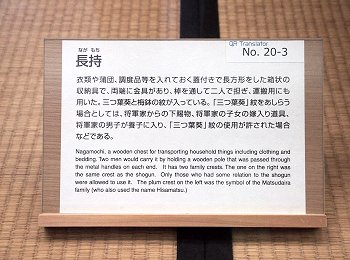 QR Translator
No. 20-3
なが もち
長持
衣類や蒲団、調度品等を入れておく蓋付きで長方形をした箱状の
収納具で、両端に金具があり、棹を通して二人で担ぎ、運搬用にも
用いた。三つ葉葵と梅鉢の紋が入っている。「三つ葉葵」紋をあしらう
場合としては、将軍家からの下賜物、将軍家の子女の嫁入り道具、
将軍家の男子が養子に入り、「三つ葉葵」紋の使用が許された場合
などである。
Nagamochi, a wooden chest for transporting household things including clothing and
bedding. Two men would carry it by holding a wooden pole that was passed through
the metal handles on each end. It has two family crests. The one on the right was
the same crest as the shogun. Only those who had some relation to the shogun
were allowed to use it. The plum crest on the left was the symbol of the Matsudaira
family (who also used the name Hisamatsu.)